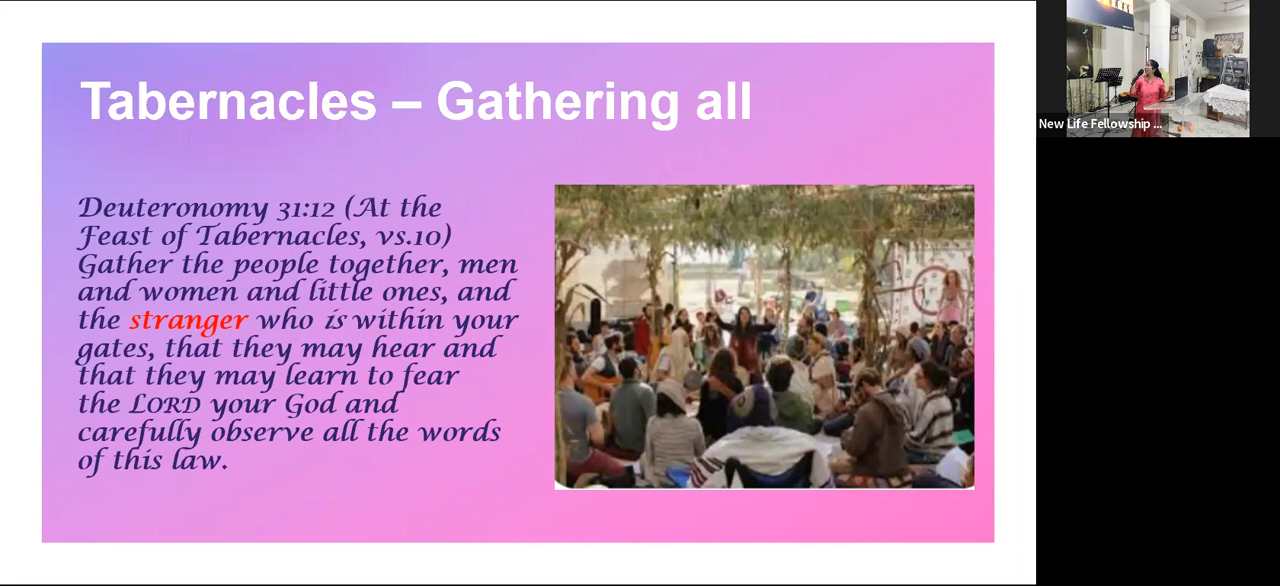 Tabernacles – Gathering all
Deuteronomy 31:12 (At the
Feast of Tabernacles, vs.10)
Gather the people together, men
and women and little ones, and
the stranger who is within your
gates, that they may hear and
that they may learn to fear
the LORD your God and
carefully observe all the words
of this law.
New Life Fellowship ...